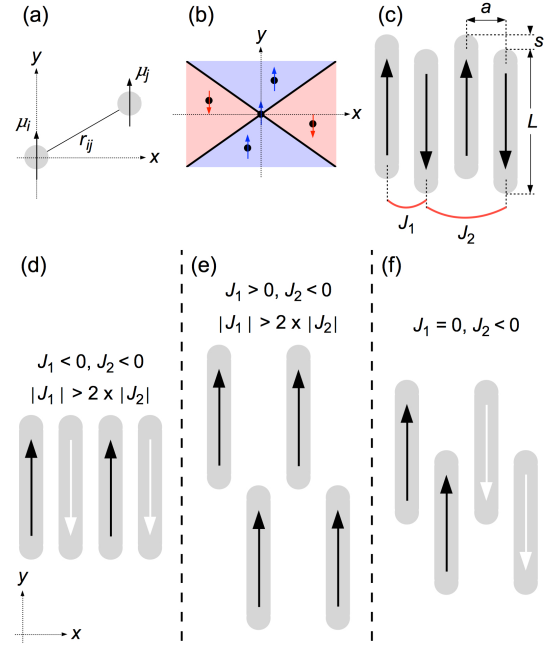 (a)
y
μj
μi
rij
x
(b)
y
x
(c)
a
s
L
J1
J2
(d)
J1 < 0, J2 < 0
| J1 | > 2 x | J2 |
y
x
(e)
J1 > 0, J2 < 0
| J1 | > 2 x | J2 |
(f)
J1 = 0, J2 < 0